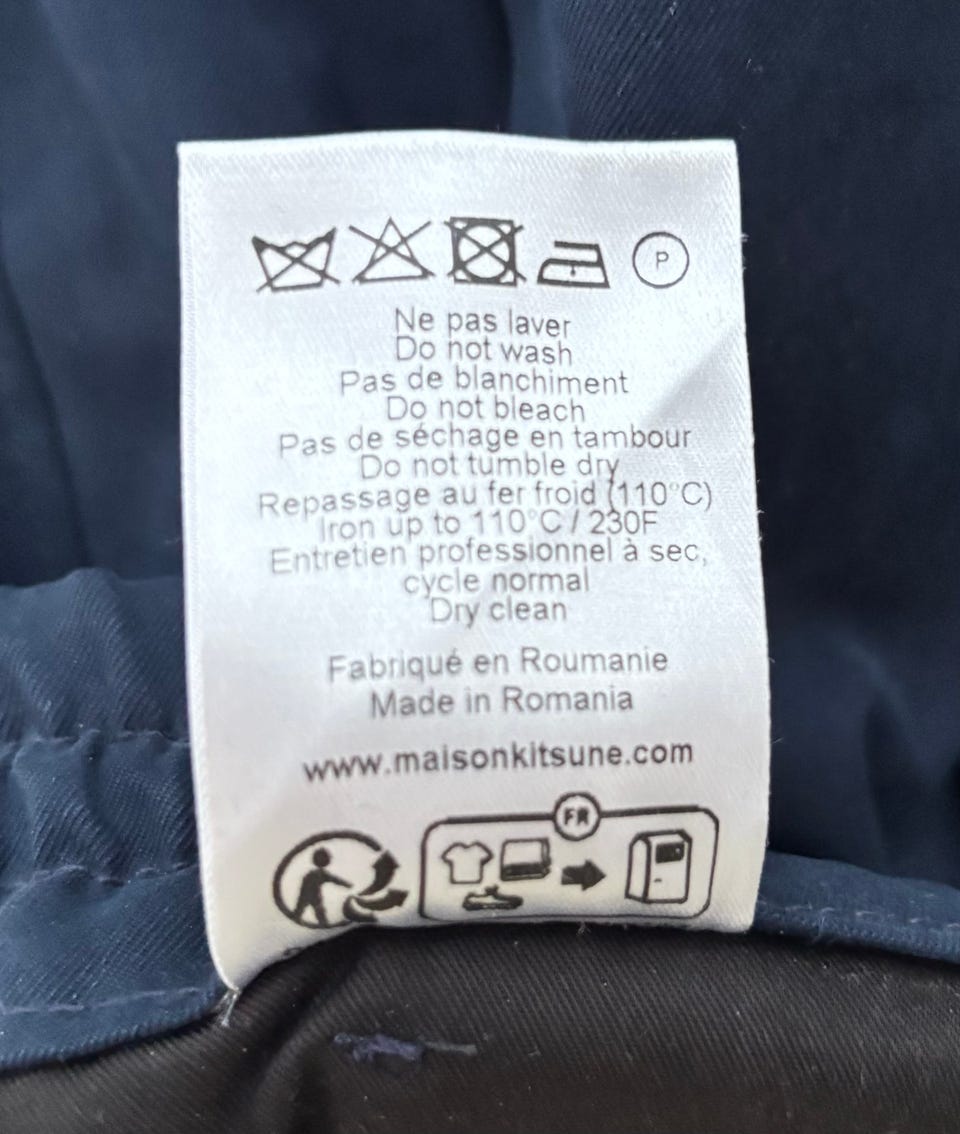 P
Ne pas laver
Do not wash
Pas de blanchiment
Do not bleach
Pas de séchage en tambour
Do not tumble dry
Repassage au fer froid (110°C)
Iron up to 110°C / 230F
Entretien professionnel à sec,
cycle normal
Dry clean
Fabriqué en Roumanie
Made in Romania
www.maisonkitsune.com
FR